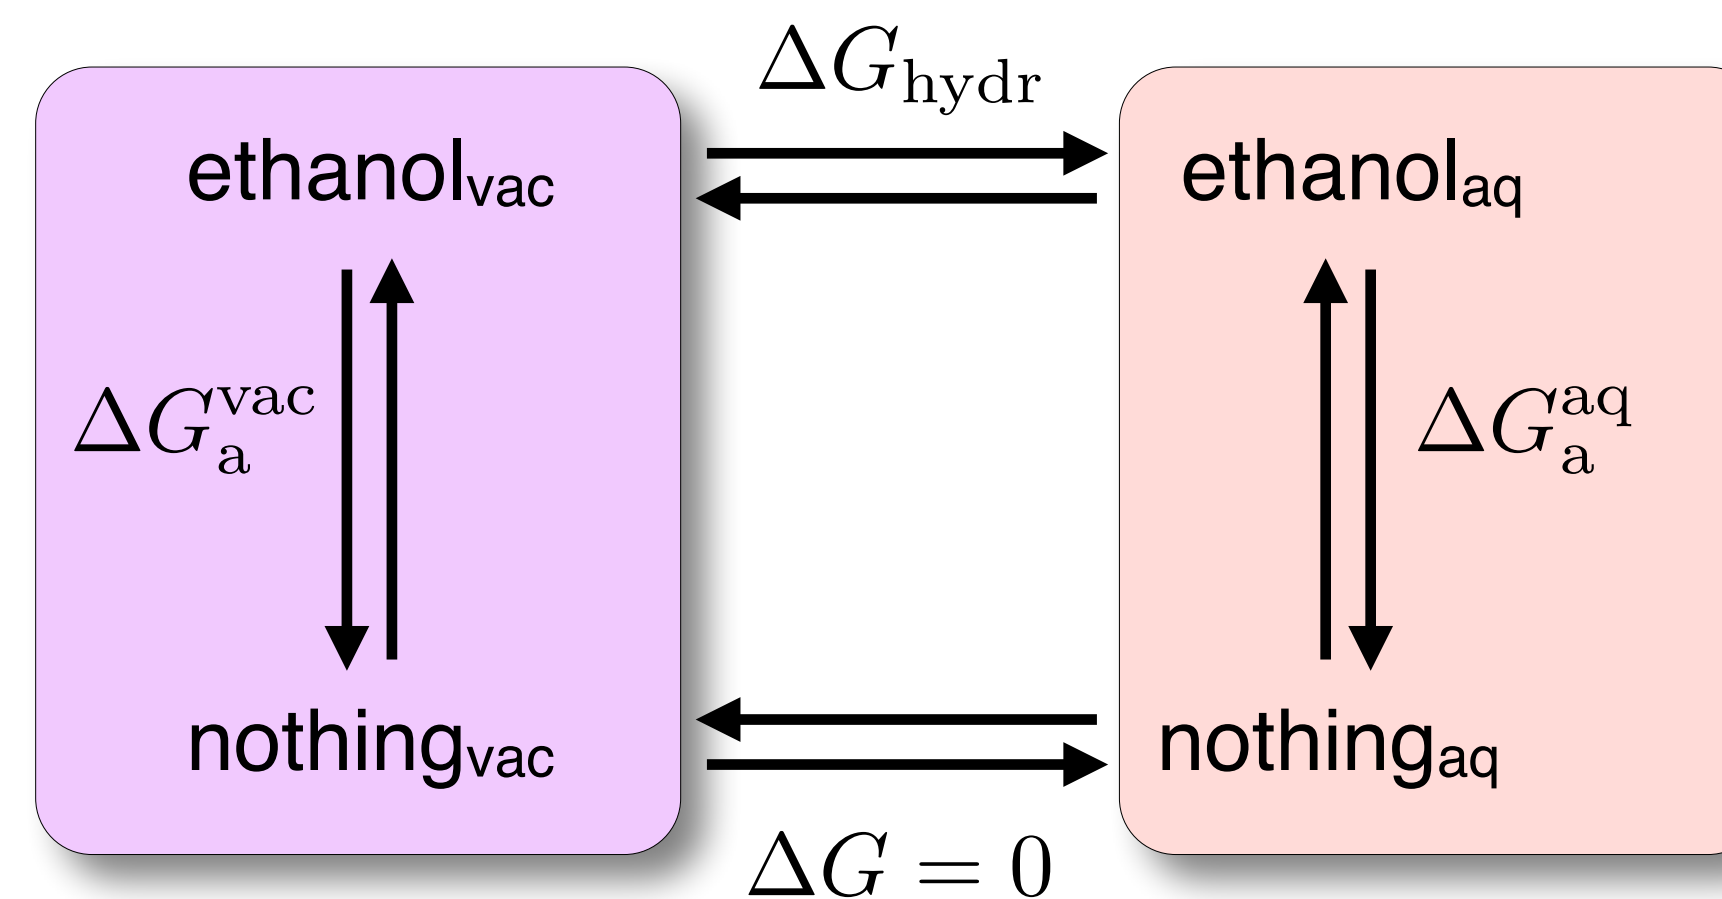 ΔG_hydr
ethanol_vac
ethanol_aq
ΔG_a^vac
ΔG_a^aq
nothing_vac
nothing_aq
ΔG = 0